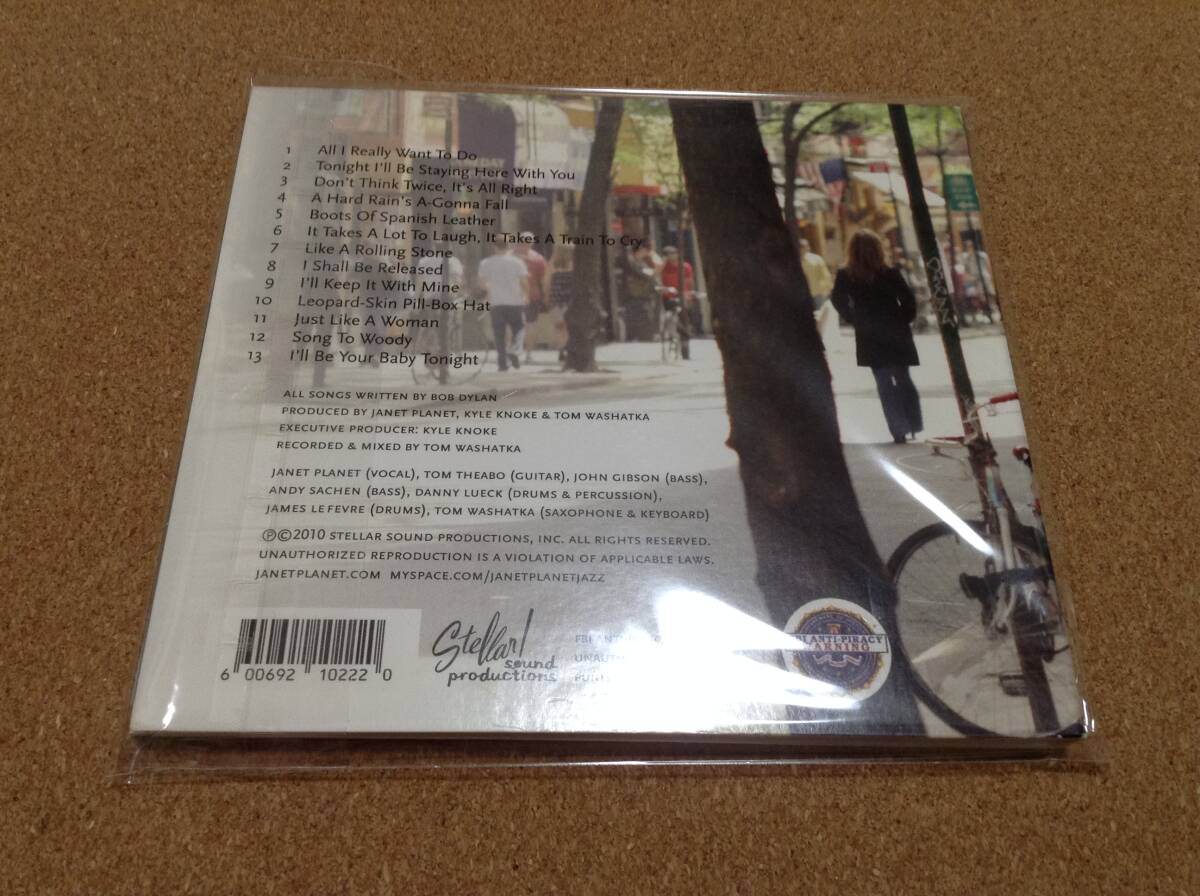 1 All I Really Want To Do
2 Tonight I'll Be Staying Here With You
3 Don't Think Twice, It's All Right
4 A Hard Rain's A-Gonna Fall
5 Boots Of Spanish Leather
6 It Takes A Lot To Laugh, It Takes A Train To Cry
7 Like A Rolling Stone
8 I Shall Be Released
9 I'll Keep It With Mine
10 Leopard-Skin Pill-Box Hat
11 Just Like A Woman
12 Song To Woody
13 I'll Be Your Baby Tonight
ALL SONGS WRITTEN BY BOB DYLAN
PRODUCED BY JANET PLANET, KYLE KNOKE & TOM WASHATKA
EXECUTIVE PRODUCER: KYLE KNOKE
RECORDED & MIXED BY TOM WASHATKA
JANET PLANET (VOCAL), TOM THEABO (GUITAR), JOHN GIBSON (BASS),
ANDY SACHEN (BASS), DANNY LUECK (DRUMS & PERCUSSION),
JAMES LEFEVRE (DRUMS), TOM WASHATKA (SAXOPHONE & KEYBOARD)
℗©2010 STELLAR SOUND PRODUCTIONS, INC. ALL RIGHTS RESERVED.
UNAUTHORIZED REPRODUCTION IS A VIOLATION OF APPLICABLE LAWS.
JANETPLANET.COM MYSPACE.COM/JANETPLANETJAZZ
6 00692 10222 0
Stellar!
sound
productions
FBI
FBI ANTI-PIRACY
WARNING